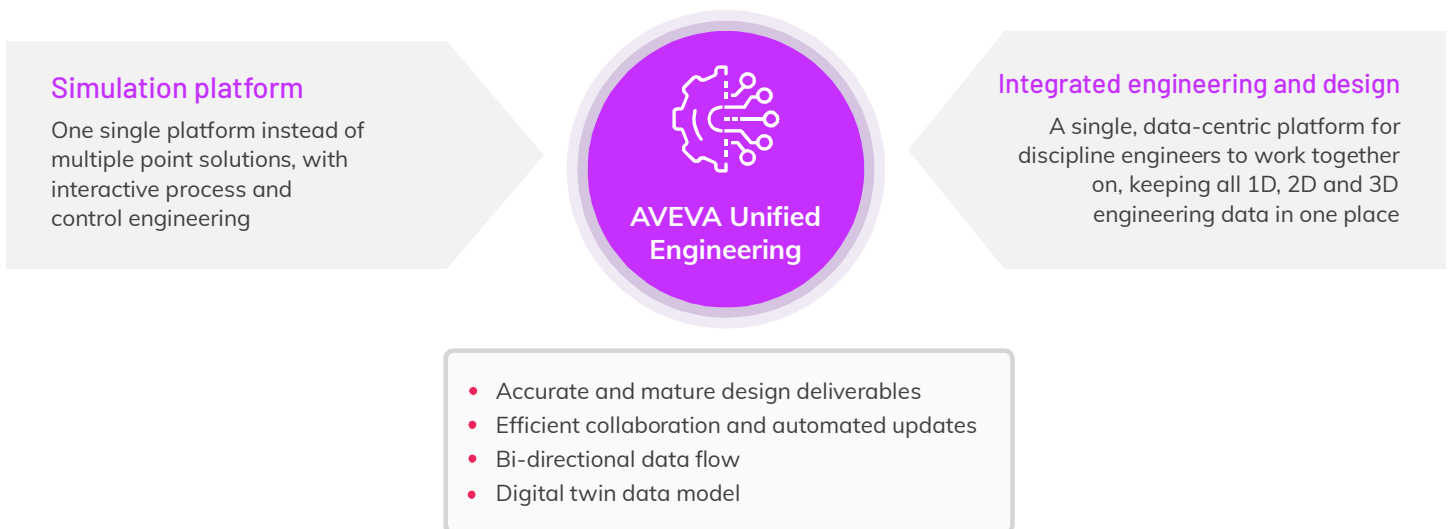 Simulation platform
One single platform instead of
multiple point solutions, with
interactive process and
control engineering
AVEVA Unified
Engineering
Integrated engineering and design
A single, data-centric platform for
discipline engineers to work together
on, keeping all 1D, 2D and 3D
engineering data in one place
• Accurate and mature design deliverables
• Efficient collaboration and automated updates
• Bi-directional data flow
• Digital twin data model